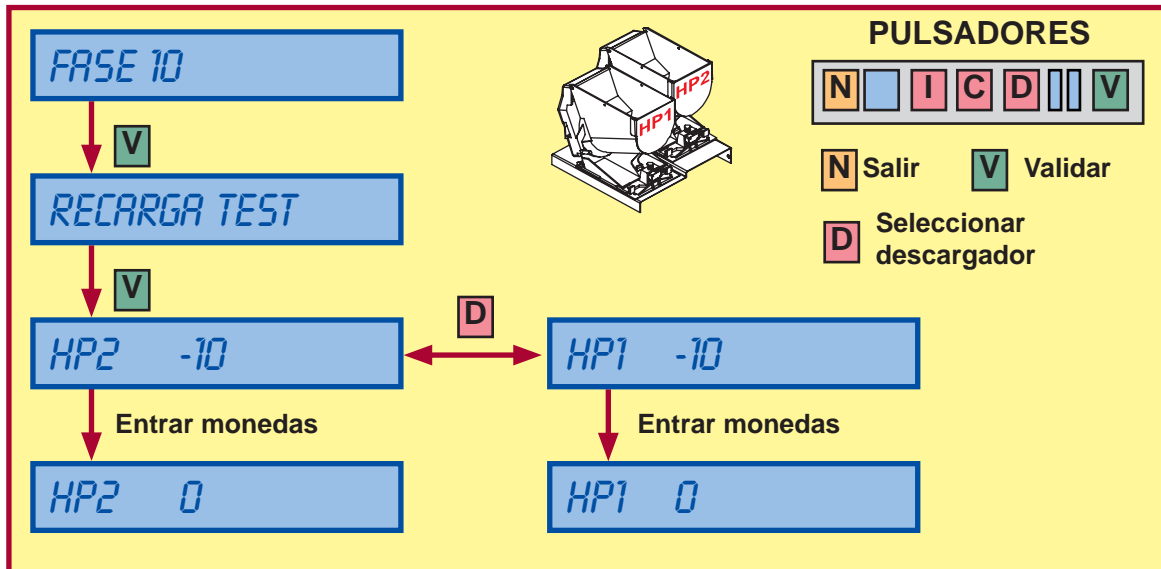 FASE 10
V
RECARGA TEST
V
HP2 -10
D
HP1 -10
Entrar monedas
Entrar monedas
HP2 0
HP1 0
HP2
HP1
PULSADORES
N I C D V
N Salir
V Validar
D Seleccionar
descargador